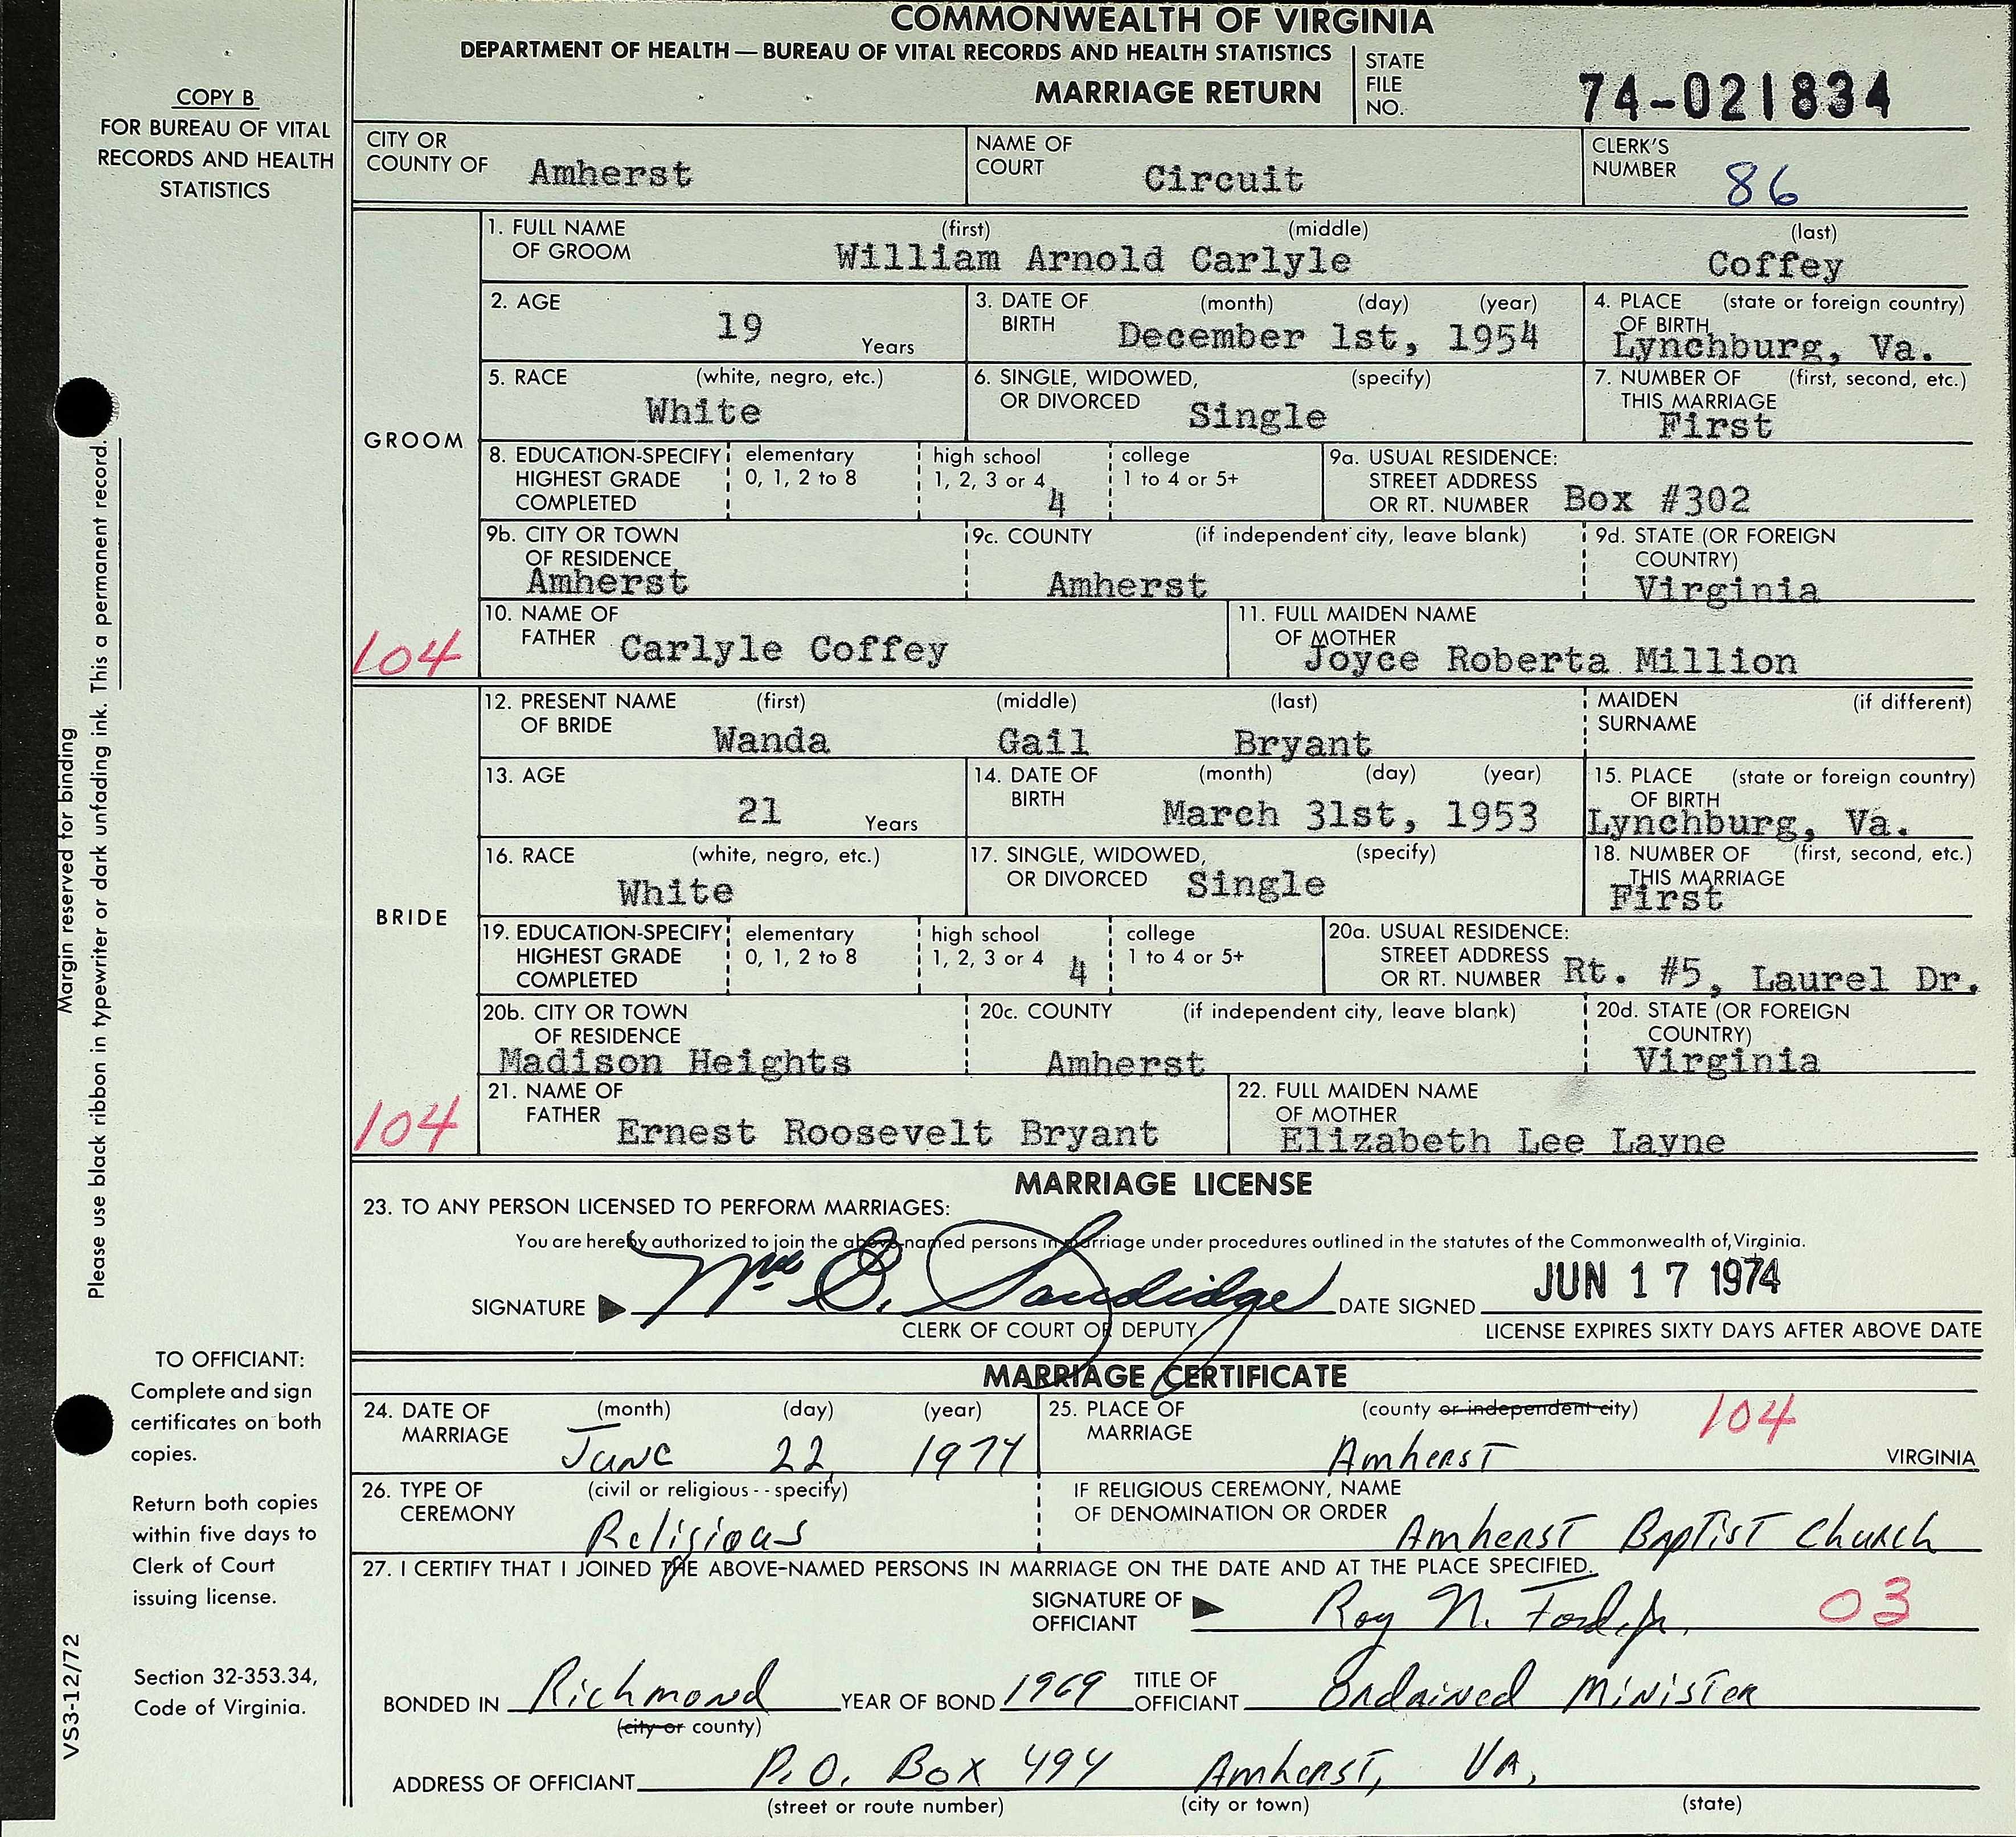 COMMONWEALTH OF VIRGINIA
DEPARTMENT OF HEALTH — BUREAU OF VITAL RECORDS AND HEALTH STATISTICS
MARRIAGE RETURN
STATE FILE NO. 74-021834
COPY B
FOR BUREAU OF VITAL
RECORDS AND HEALTH
STATISTICS
CITY OR COUNTY OF Amherst
NAME OF COURT Circuit
CLERK'S NUMBER 86
GROOM
1. FULL NAME OF GROOM (first) (middle) (last)
William Arnold Carlyle Coffey
2. AGE 19 Years
3. DATE OF BIRTH (month) (day) (year) December 1st, 1954
4. PLACE OF BIRTH (state or foreign country) Lynchburg, Va.
5. RACE (white, negro, etc.) White
6. SINGLE, WIDOWED, OR DIVORCED (specify) Single
7. NUMBER OF THIS MARRIAGE (first, second, etc.) First
8. EDUCATION-SPECIFY HIGHEST GRADE COMPLETED
elementary 0, 1, 2 to 8
high school 1, 2, 3 or 4 4
college 1 to 4 or 5+
9a. USUAL RESIDENCE: STREET ADDRESS OR RT. NUMBER Box #302
9b. CITY OR TOWN OF RESIDENCE Amherst
9c. COUNTY (if independent city, leave blank) Amherst
9d. STATE (OR FOREIGN COUNTRY) Virginia
10. NAME OF FATHER Carlyle Coffey
11. FULL MAIDEN NAME OF MOTHER Joyce Roberta Million
104
BRIDE
12. PRESENT NAME OF BRIDE (first) (middle) (last) Wanda Gail Bryant
MAIDEN SURNAME (if different)
13. AGE 21 Years
14. DATE OF BIRTH (month) (day) (year) March 31st, 1953
15. PLACE OF BIRTH (state or foreign country) Lynchburg, Va.
16. RACE (white, negro, etc.) White
17. SINGLE, WIDOWED, OR DIVORCED (specify) Single
18. NUMBER OF THIS MARRIAGE (first, second, etc.) First
19. EDUCATION-SPECIFY HIGHEST GRADE COMPLETED
elementary 0, 1, 2 to 8
high school 1, 2, 3 or 4 4
college 1 to 4 or 5+
20a. USUAL RESIDENCE: STREET ADDRESS OR RT. NUMBER Rt. #5, Laurel Dr.
20b. CITY OR TOWN OF RESIDENCE Madison Heights
20c. COUNTY (if independent city, leave blank) Amherst
20d. STATE (OR FOREIGN COUNTRY) Virginia
21. NAME OF FATHER Ernest Roosevelt Bryant
22. FULL MAIDEN NAME OF MOTHER Elizabeth Lee Layne
104
MARRIAGE LICENSE
23. TO ANY PERSON LICENSED TO PERFORM MARRIAGES:
You are hereby authorized to join the above-named persons in marriage under procedures outlined in the statutes of the Commonwealth of Virginia.
SIGNATURE Wm E. Sandidge DATE SIGNED JUN 17 1974
CLERK OF COURT OR DEPUTY
LICENSE EXPIRES SIXTY DAYS AFTER ABOVE DATE
MARRIAGE CERTIFICATE
24. DATE OF MARRIAGE (month) (day) (year) June 22 1974
25. PLACE OF MARRIAGE (county or independent city) Amherst VIRGINIA
104
26. TYPE OF CEREMONY (civil or religious--specify) Religious
IF RELIGIOUS CEREMONY, NAME OF DENOMINATION OR ORDER Amherst Baptist Church
27. I CERTIFY THAT I JOINED THE ABOVE-NAMED PERSONS IN MARRIAGE ON THE DATE AND AT THE PLACE SPECIFIED.
SIGNATURE OF OFFICIANT Roy N. Ford, Jr.
03
BONDED IN Richmond (city or county) YEAR OF BOND 1969 TITLE OF OFFICIANT Ordained Minister
ADDRESS OF OFFICIANT P.O. Box 494 Amherst, VA.
(street or route number) (city or town) (state)
Margin reserved for binding
Please use black ribbon in typewriter or dark unfading ink. This a permanent record.
TO OFFICIANT:
Complete and sign
certificates on both
copies.
Return both copies
within five days to
Clerk of Court
issuing license.
Section 32-353.34,
Code of Virginia.
VS3-12/72